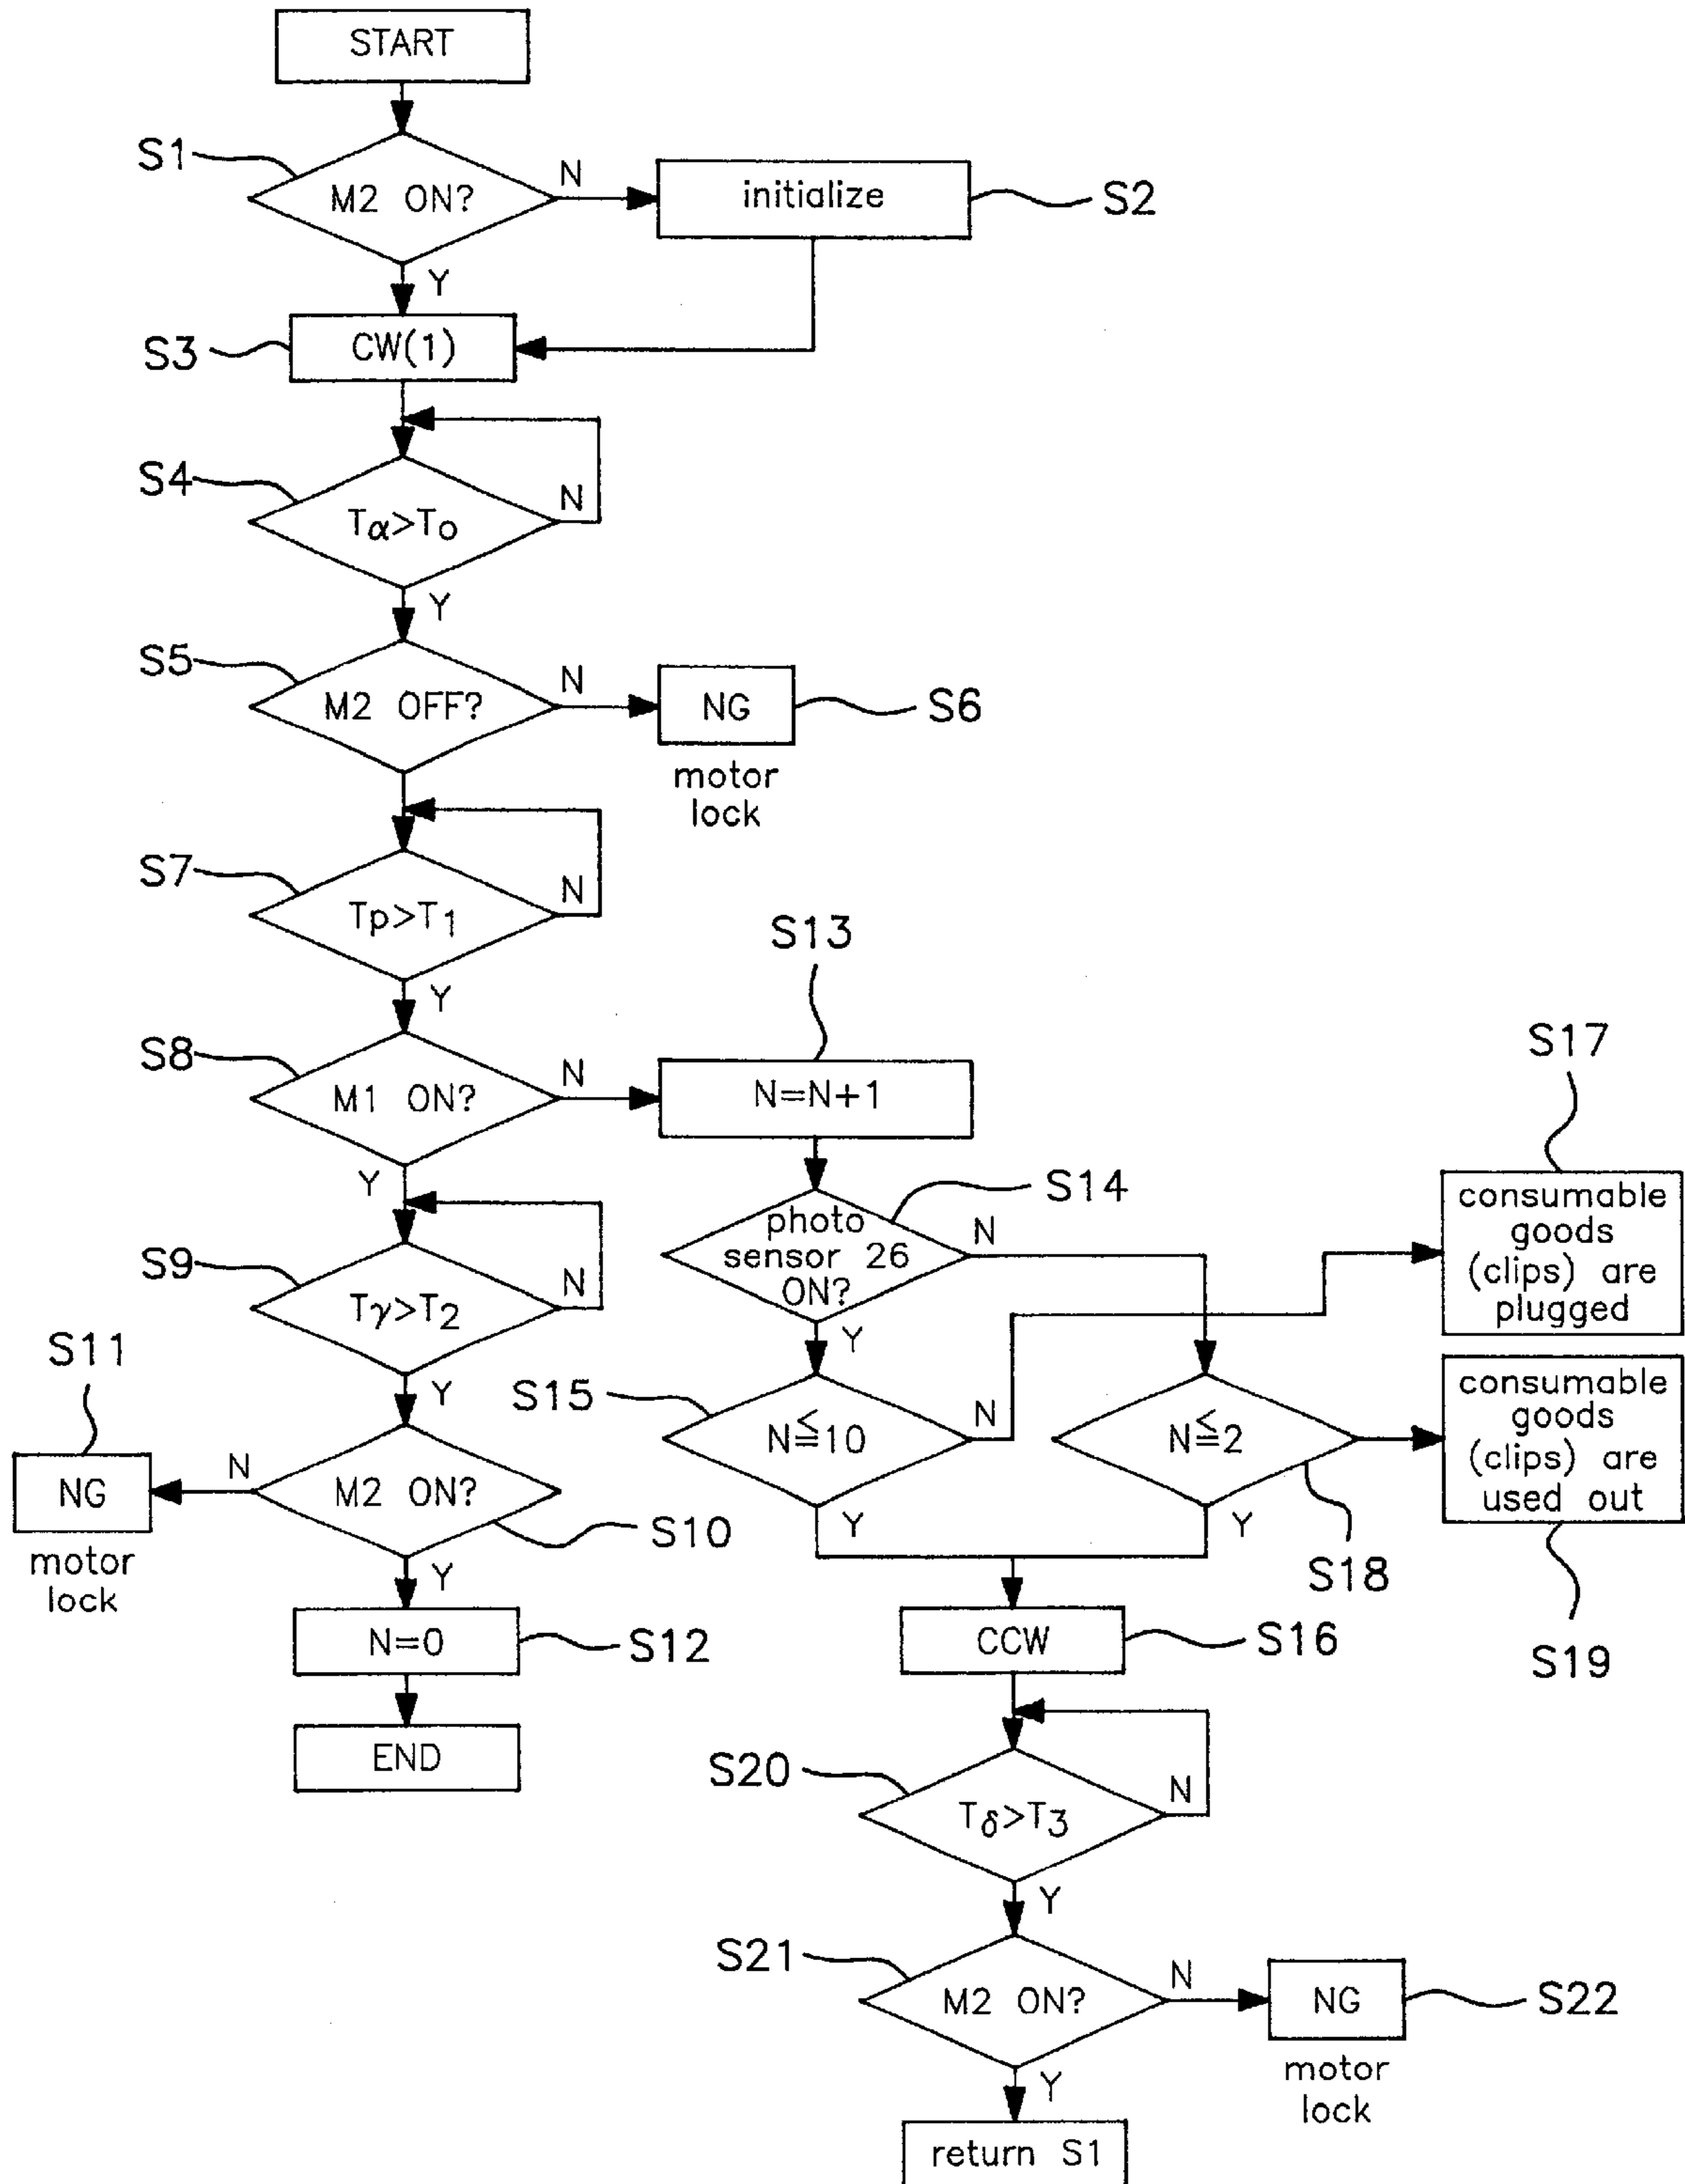 START
S1
M2 ON?
N
initialize
S2
Y
S3
CW(1)
S4
Tα>To
N
Y
S5
M2 OFF?
N
NG
S6
motor
lock
S7
Tp>T1
N
Y
S13
S8
M1 ON?
N
N=N+1
S17
Y
S14
photo
sensor 26
ON?
N
Y
consumable
goods
(clips) are
plugged
S9
Tγ>T2
N
Y
S11
NG
motor
lock
N
M2 ON?
S10
Y
S15
N≦10
N
Y
N≦2
Y
S18
consumable
goods
(clips) are
used out
S19
N=0
S12
END
CCW
S16
S20
Tδ>T3
N
Y
S21
M2 ON?
N
NG
S22
motor
lock
Y
return S1